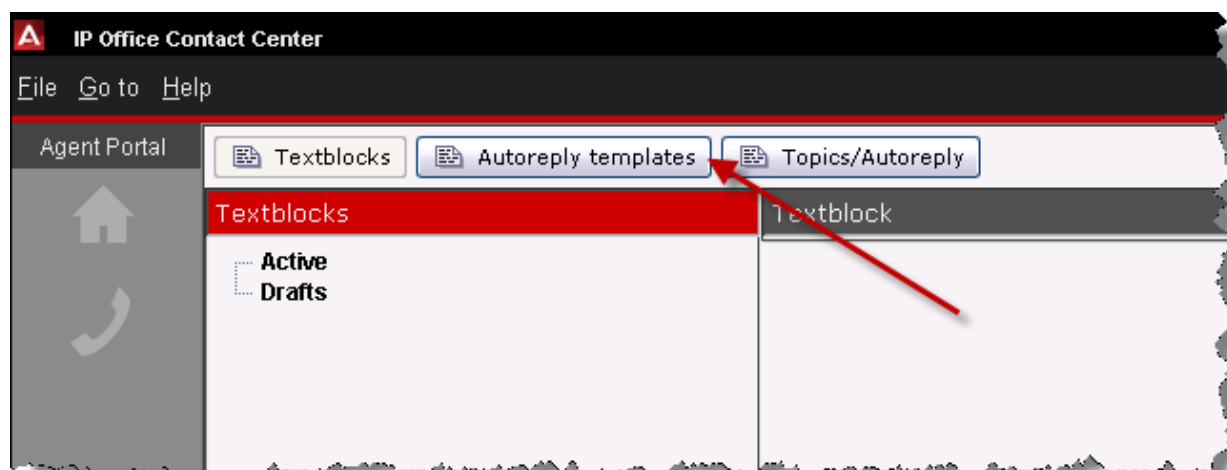 IP Office Contact Center
File Go to Help
Agent Portal
Textblocks Autoreply templates Topics/Autoreply
Textblocks Textblock
Active
Drafts